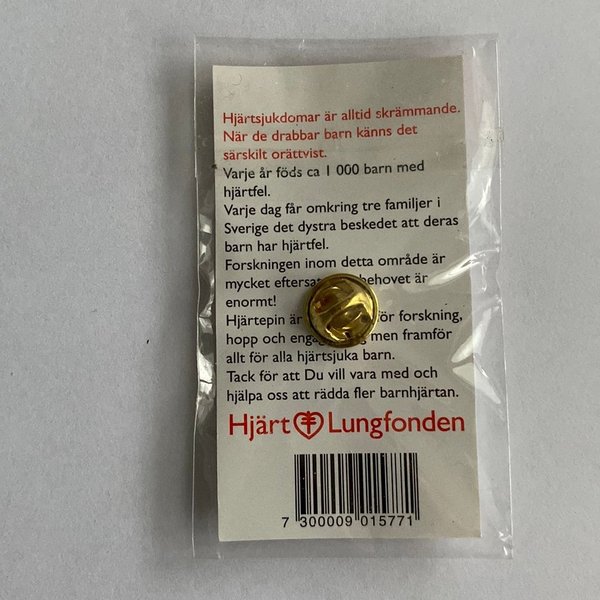 Hjärtsjukdomar är alltid skrämmande.
När de drabbar barn känns det
särskilt orättvist.
Varje år föds ca 1 000 barn med
hjärtfel.
Varje dag får omkring tre familjer i
Sverige det dystra beskedet att deras
barn har hjärtfel.
Forskningen inom detta område är
mycket behovet är
enormt!
Hjärtepin är för forskning,
hopp och men framför
allt för alla hjärtsjuka barn.
Tack för att Du vill vara med och
hjälpa oss att rädda fler barnhjärtan.
Hjärt Lungfonden
7 300009 015771